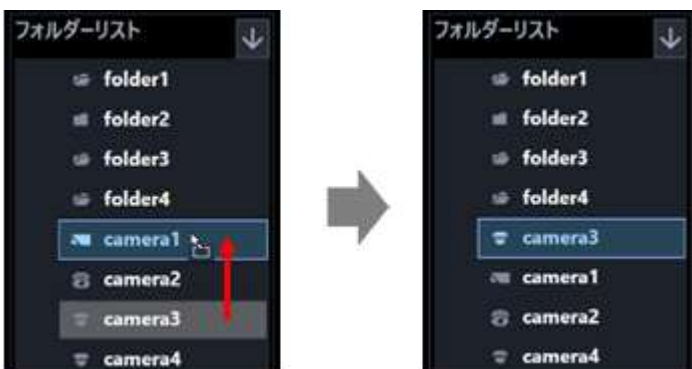 フォルダーリスト
folder1
folder2
folder3
folder4
camera1
camera2
camera3
camera4
フォルダーリスト
folder1
folder2
folder3
folder4
camera3
camera1
camera2
camera4